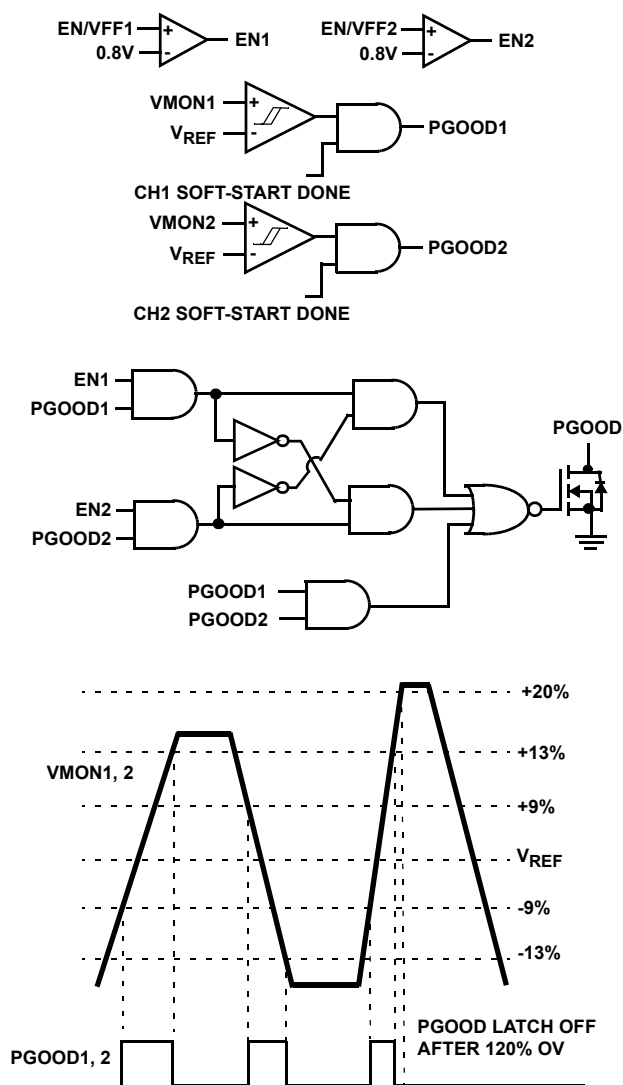 EN/VFF1 + EN1
0.8V -
EN/VFF2 + EN2
0.8V -
VMON1 +
VREF - PGOOD1
CH1 SOFT-START DONE
VMON2 +
VREF - PGOOD2
CH2 SOFT-START DONE
EN1
PGOOD1
PGOOD
EN2
PGOOD2
PGOOD1
PGOOD2
+20%
+13%
VMON1, 2
+9%
VREF
-9%
-13%
PGOOD LATCH OFF
AFTER 120% OV
PGOOD1, 2